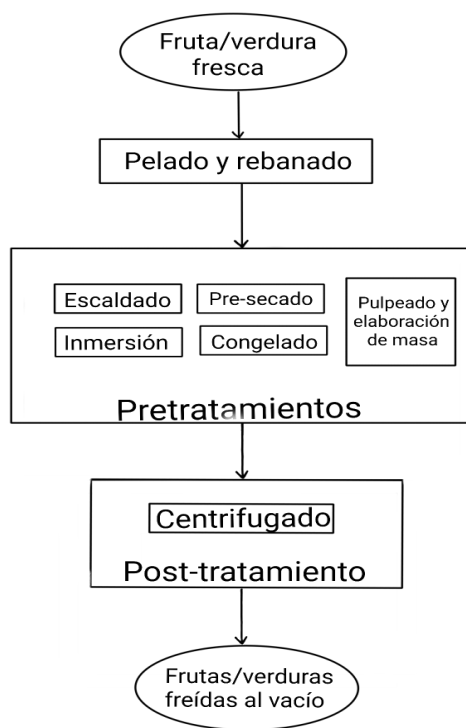 Fruta/verdura
fresca
Pelado y rebanado
Escaldado
Pre-secado
Pulpeado y
elaboración
de masa
Inmersión
Congelado
Pretratamientos
Centrifugado
Post-tratamiento
Frutas/verduras
freídas al vacío